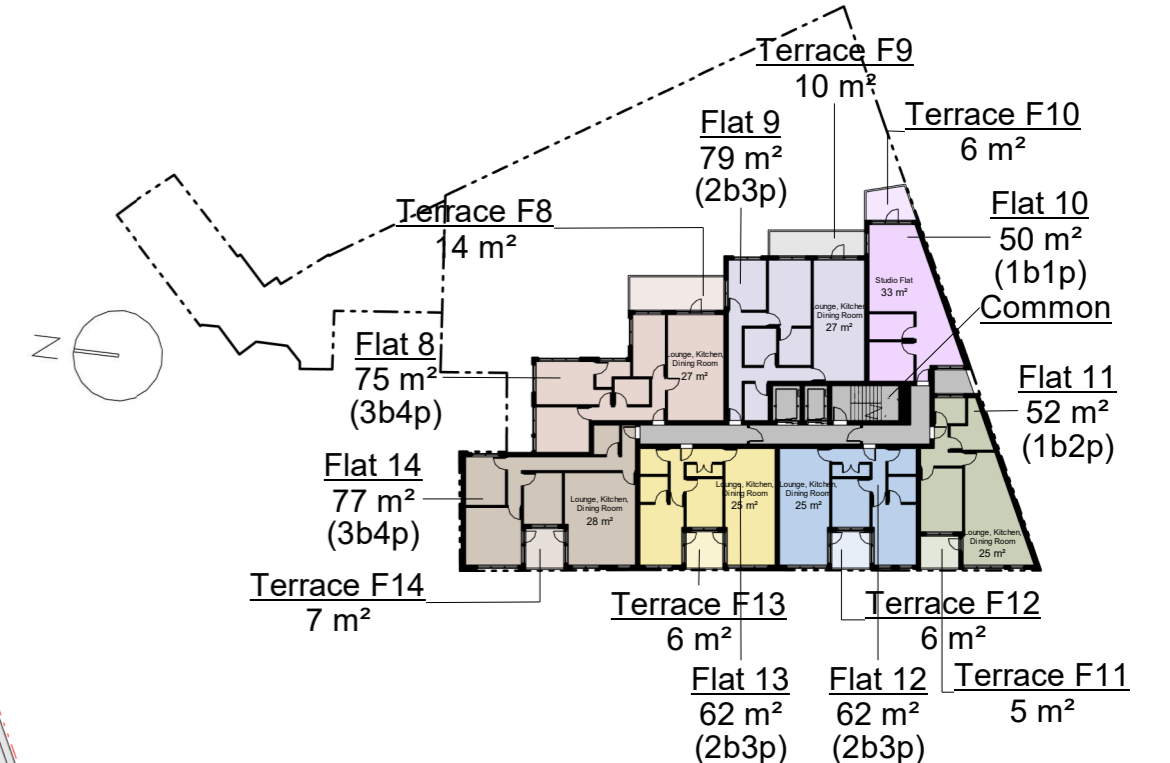 Terrace F9
10 m²
Terrace F10
6 m²
Flat 9
79 m²
(2b3p)
Terrace F8
14 m²
Flat 10
50 m²
(1b1p)
Studio Flat
33 m²
Common
Lounge, Kitchen,
Dining Room
27 m²
N
Flat 8
75 m²
(3b4p)
Lounge, Kitchen,
Dining Room
27 m²
Flat 11
52 m²
(1b2p)
Flat 14
77 m²
(3b4p)
Lounge, Kitchen,
Dining Room
28 m²
Lounge, Kitchen,
Dining Room
25 m²
Lounge, Kitchen,
Dining Room
25 m²
Lounge, Kitchen,
Dining Room
25 m²
Terrace F14
7 m²
Terrace F13
6 m²
Terrace F12
6 m²
Terrace F11
5 m²
Flat 13
62 m²
(2b3p)
Flat 12
62 m²
(2b3p)